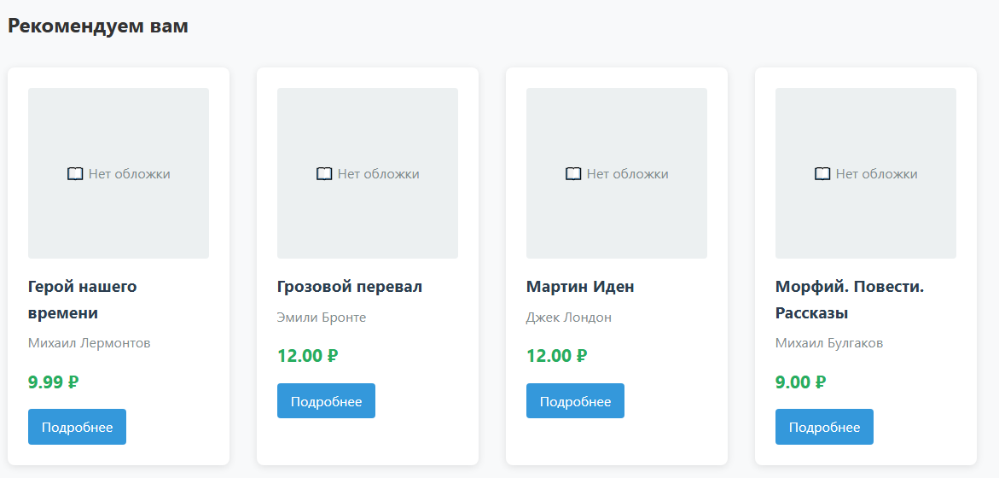 Рекомендуем вам
Нет обложки
Герой нашего
времени
Михаил Лермонтов
9.99 ₽
Подробнее
Нет обложки
Грозовой перевал
Эмили Бронте
12.00 ₽
Подробнее
Нет обложки
Мартин Иден
Джек Лондон
12.00 ₽
Подробнее
Нет обложки
Морфий. Повести.
Рассказы
Михаил Булгаков
9.00 ₽
Подробнее